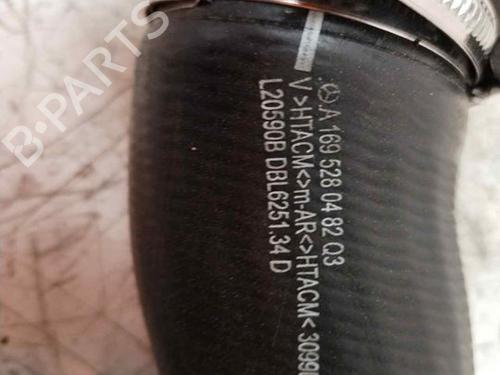 A 169 528 04 82 Q3
V >HTACM<>m-AR<>HTACM< 3099
L20590B DBL6251.34 D
B-PARTS